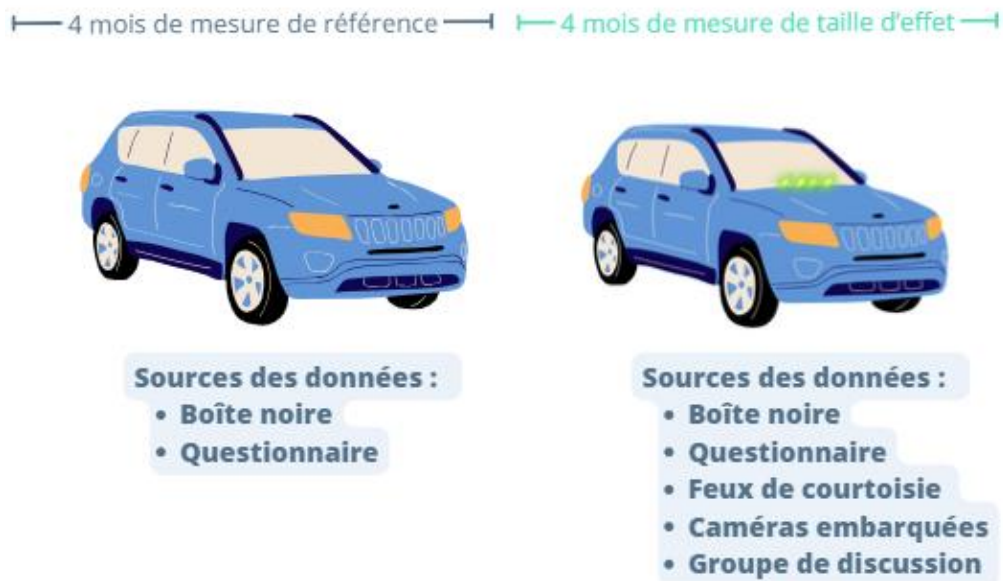 4 mois de mesure de référence
4 mois de mesure de taille d'effet
Sources des données :
• Boîte noire
• Questionnaire
Sources des données :
• Boîte noire
• Questionnaire
• Feux de courtoisie
• Caméras embarquées
• Groupe de discussion